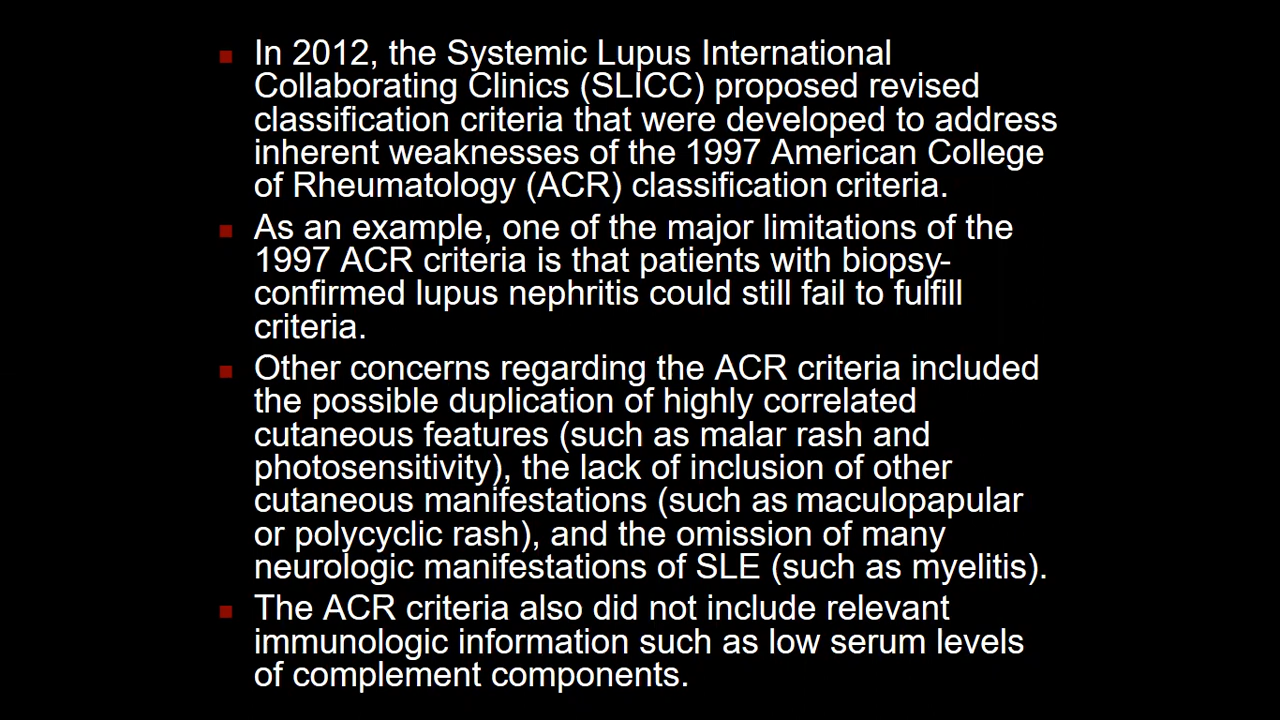 In 2012, the Systemic Lupus International
Collaborating Clinics (SLICC) proposed revised
classification criteria that were developed to address
inherent weaknesses of the 1997 American College
of Rheumatology (ACR) classification criteria.
As an example, one of the major limitations of the
1997 ACR criteria is that patients with biopsy-
confirmed lupus nephritis could still fail to fulfill
criteria.
Other concerns regarding the ACR criteria included
the possible duplication of highly correlated
cutaneous features (such as malar rash and
photosensitivity), the lack of inclusion of other
cutaneous manifestations (such as maculopapular
or polycyclic rash), and the omission of many
neurologic manifestations of SLE (such as myelitis).
The ACR criteria also did not include relevant
immunologic information such as low serum levels
of complement components.